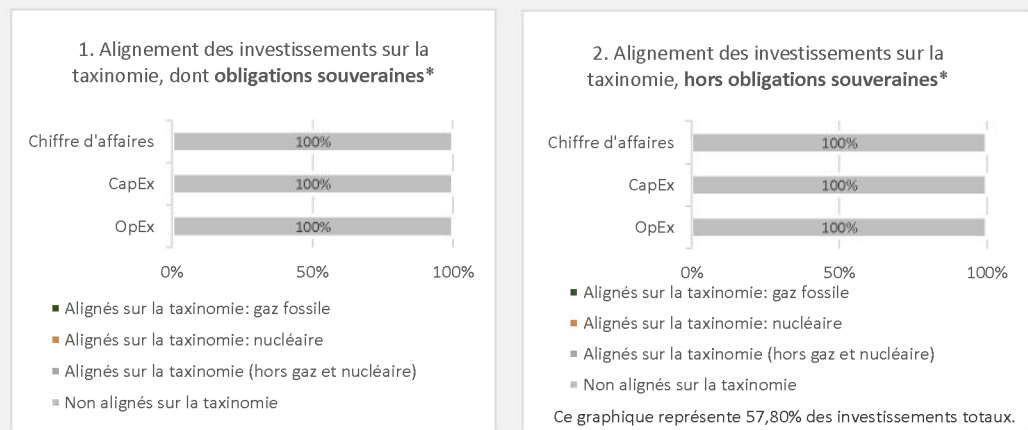 1. Alignement des investissements sur la
taxinomie, dont obligations souveraines*
Chiffre d'affaires
100%
CapEx
100%
OpEx
100%
0%
50%
100%
Alignés sur la taxinomie: gaz fossile
Alignés sur la taxinomie: nucléaire
Alignés sur la taxinomie (hors gaz et nucléaire)
Non alignés sur la taxinomie
2. Alignement des investissements sur la
taxinomie, hors obligations souveraines*
Chiffre d'affaires
100%
CapEx
100%
OpEx
100%
0%
50%
100%
Alignés sur la taxinomie: gaz fossile
Alignés sur la taxinomie: nucléaire
Alignés sur la taxinomie (hors gaz et nucléaire)
Non alignés sur la taxinomie
Ce graphique représente 57,80% des investissements totaux.